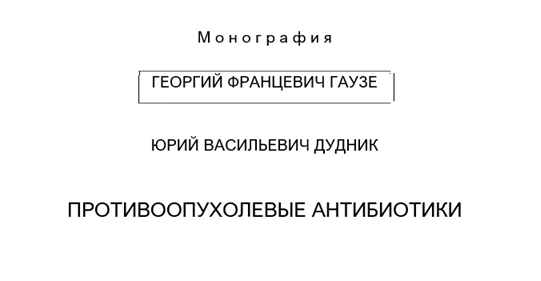 Монография
ГЕОРГИЙ ФРАНЦЕВИЧ ГАУЗЕ
ЮРИЙ ВАСИЛЬЕВИЧ ДУДНИК
ПРОТИВООПУХОЛЕВЫЕ АНТИБИОТИКИ